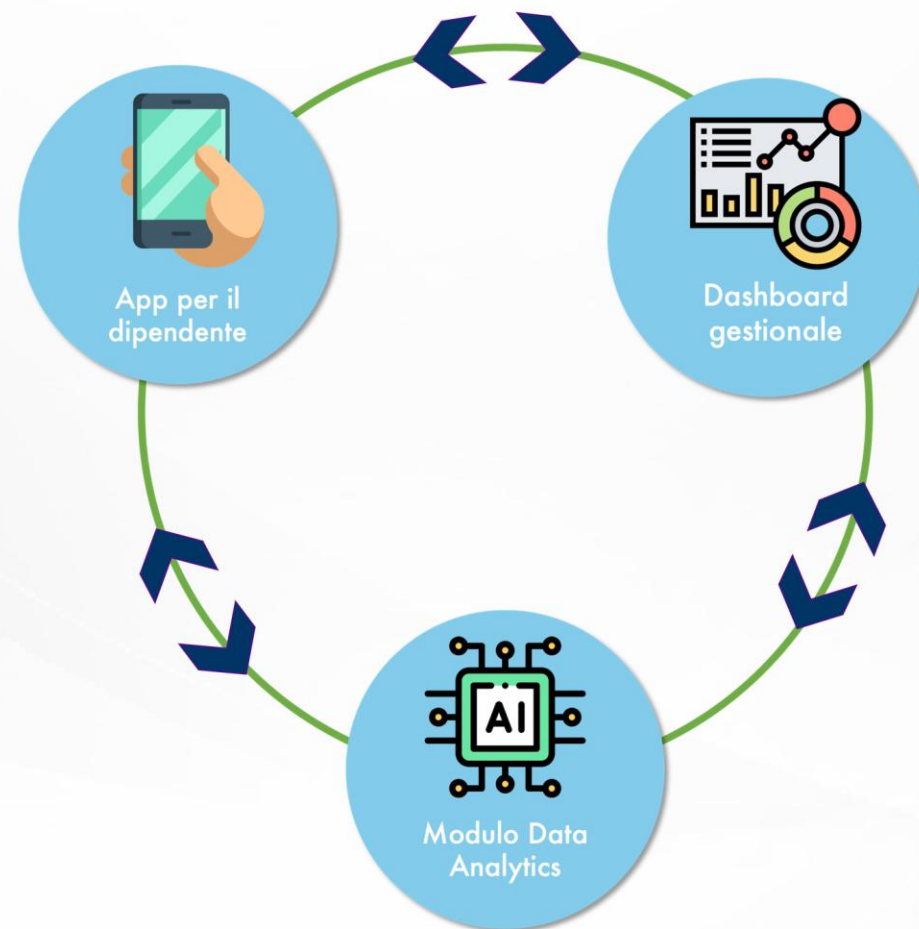 App per il
dipendente
Dashboard
gestionale
AI
Modulo Data
Analytics